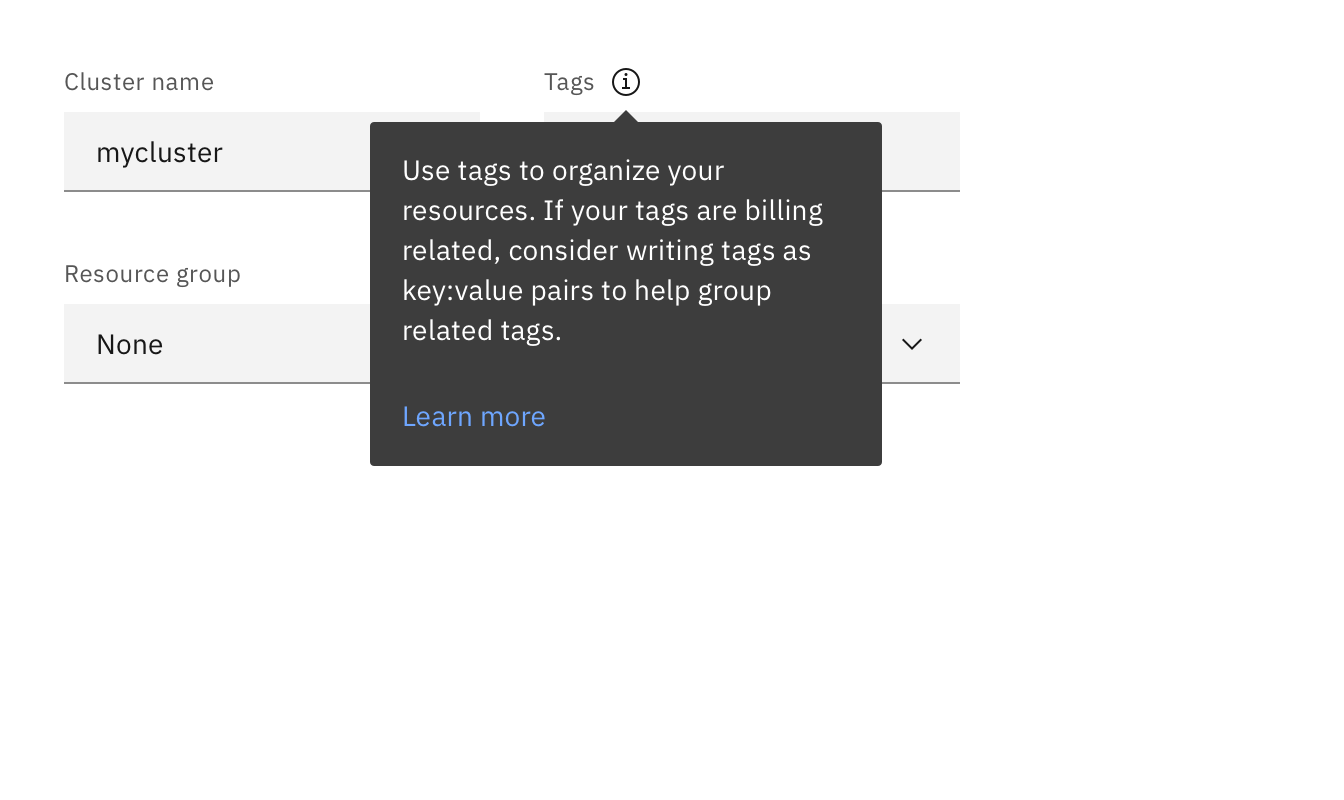 Cluster name
Tags
mycluster
Use tags to organize your
resources. If your tags are billing
related, consider writing tags as
key:value pairs to help group
related tags.
Learn more
Resource group
None